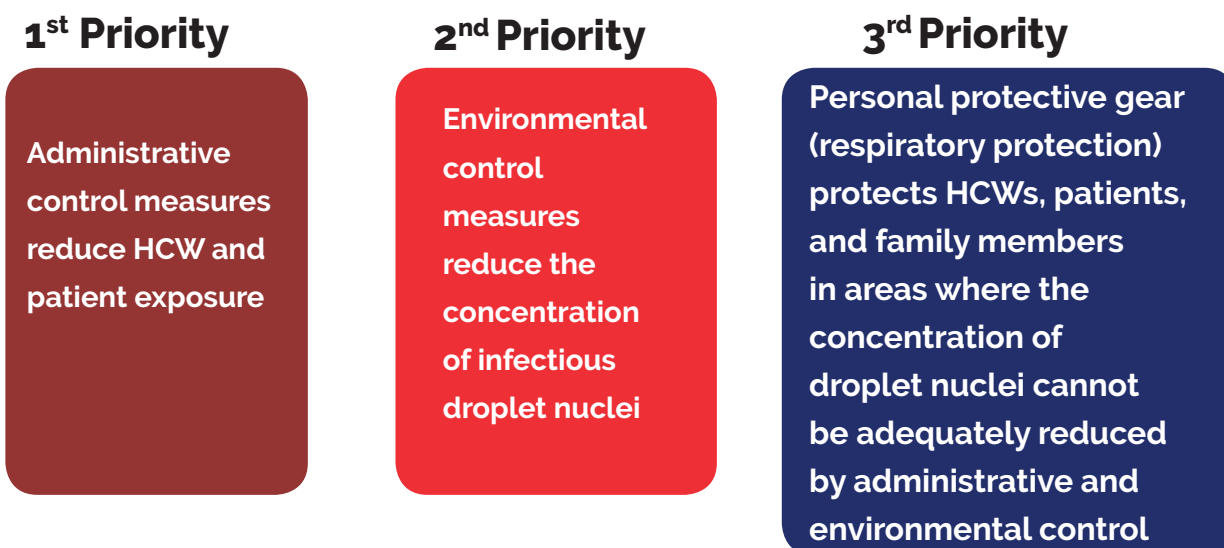 1st Priority
Administrative
control measures
reduce HCW and
patient exposure
2nd Priority
Environmental
control
measures
reduce the
concentration
of infectious
droplet nuclei
3rd Priority
Personal protective gear
(respiratory protection)
protects HCWs, patients,
and family members
in areas where the
concentration of
droplet nuclei cannot
be adequately reduced
by administrative and
environmental control